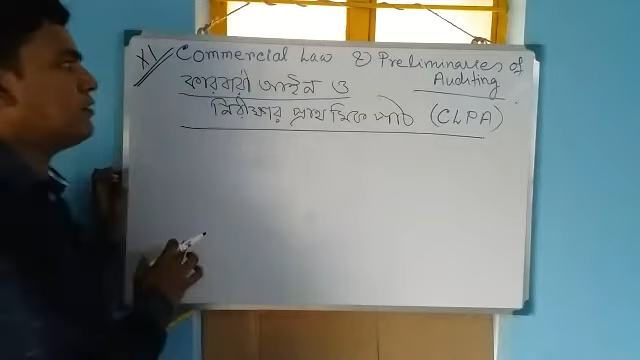 XI Commercial Law & Preliminaries of
Auditing
কারবারী আইন ও
নিরীক্ষার প্রাথমিক পাঠ (CLPA)